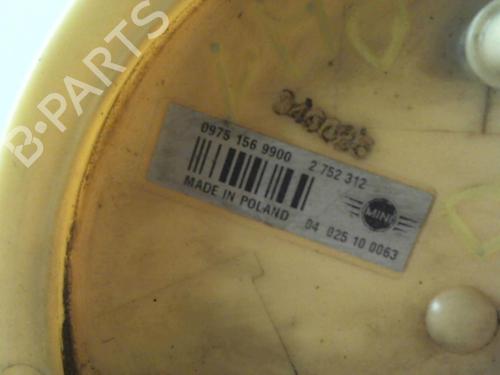 B-PARTS
0975 156 9900
2 752 312
MADE IN POLAND
MINI
04 025 10 0063